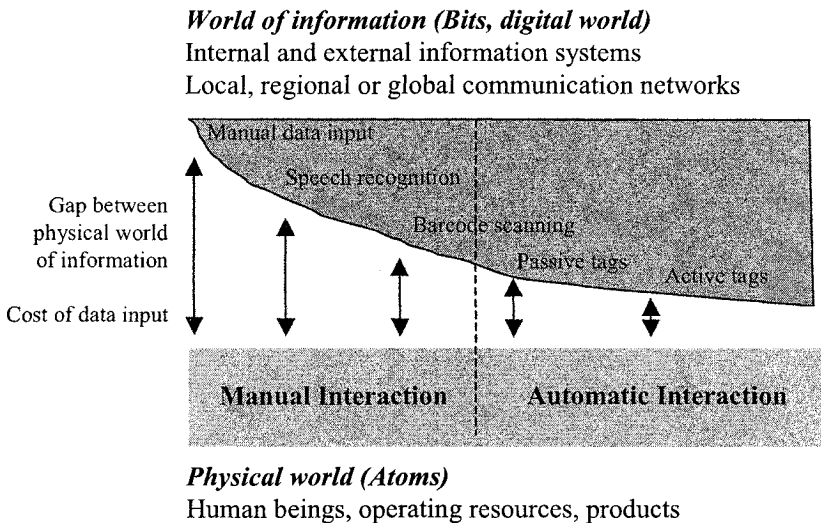 World of information (Bits, digital world)
Internal and external information systems
Local, regional or global communication networks
Manual data input
Speech recognition
Gap between
physical world
of information
Barcode scanning
Passive tags
Active tags
Cost of data input
Manual Interaction
Automatic Interaction
Physical world (Atoms)
Human beings, operating resources, products